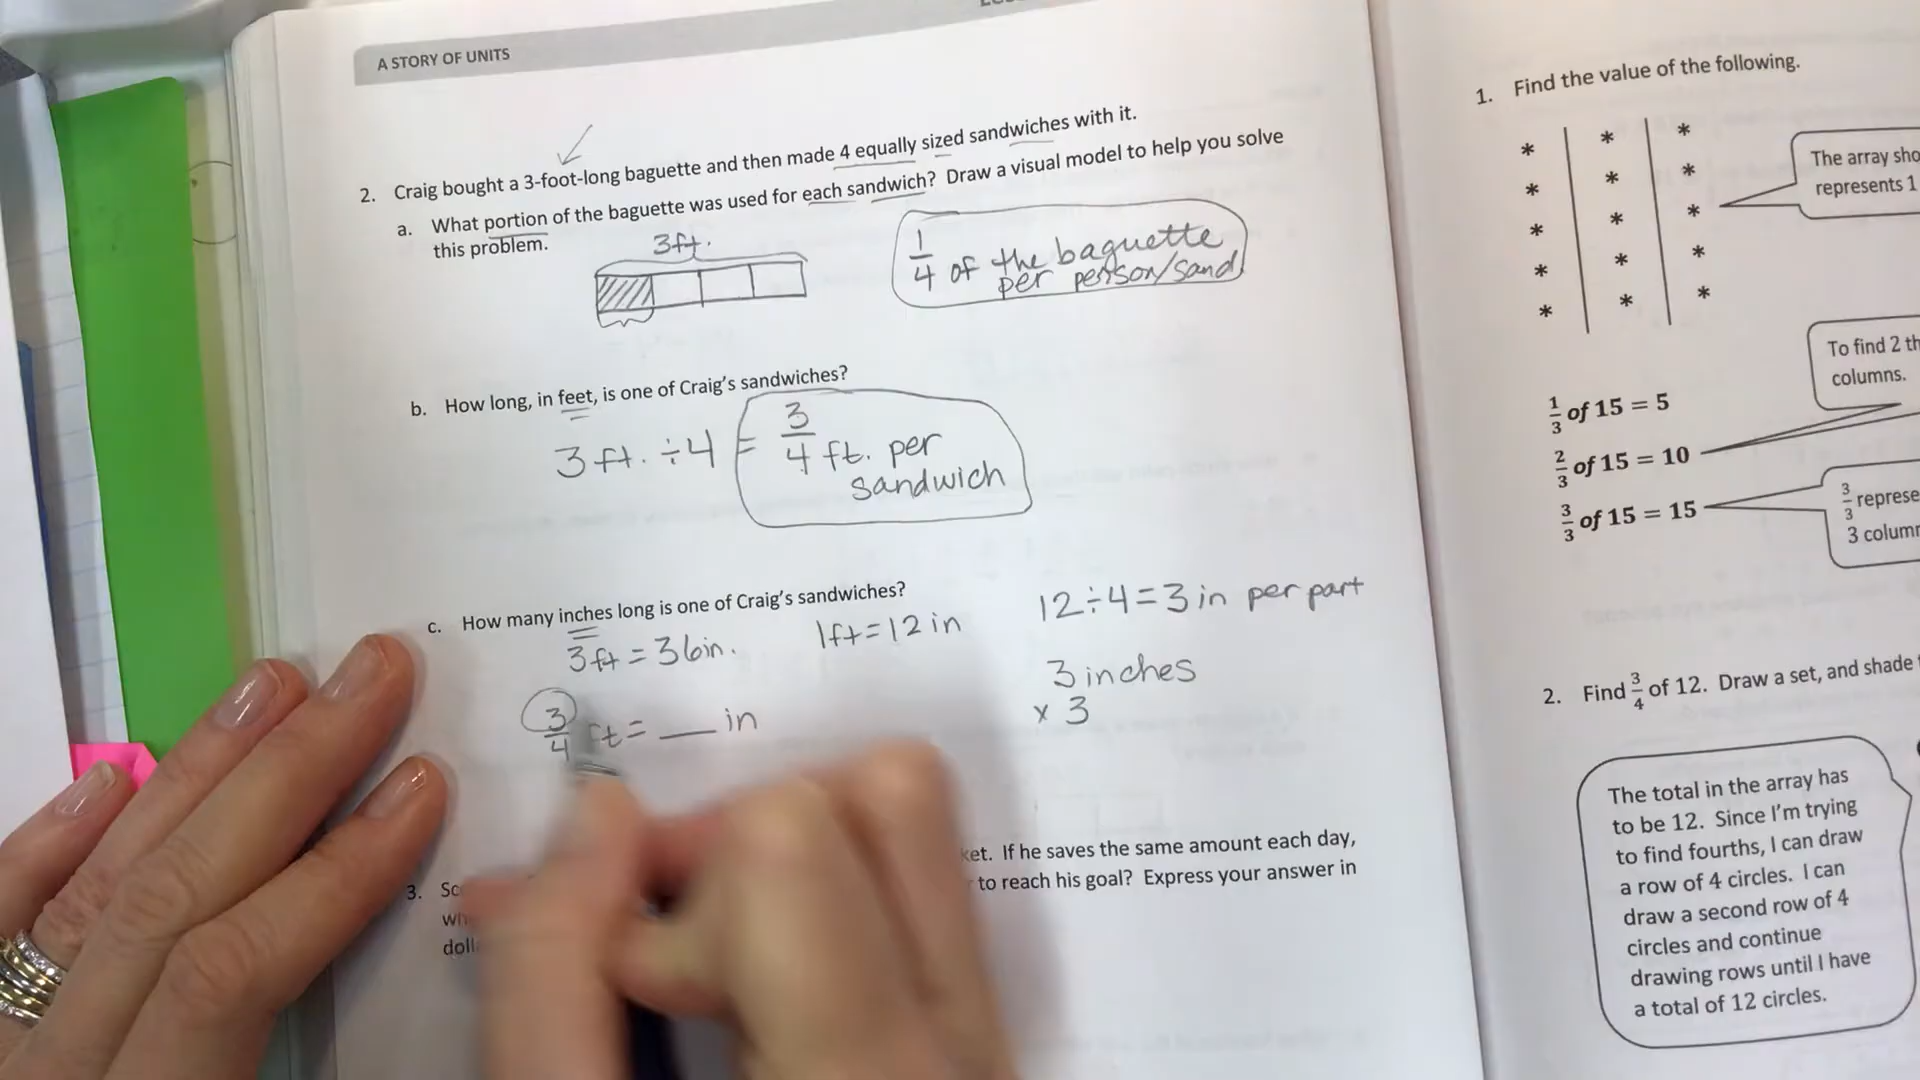 A STORY OF UNITS
2. Craig bought a 3-foot-long baguette and then made 4 equally sized sandwiches with it.
a. What portion of the baguette was used for each sandwich? Draw a visual model to help you solve
this problem.
3ft.
1/4 of the baguette
per person/sand
b. How long, in feet, is one of Craig's sandwiches?
3 ft. ÷ 4 = 3/4 ft. per
sandwich
c. How many inches long is one of Craig's sandwiches?
3ft = 36in.
1ft = 12 in
12 ÷ 4 = 3 in per part
3 inches
x 3
3/4 ft = __ in
3.
ket. If he saves the same amount each day,
to reach his goal? Express your answer in
1. Find the value of the following.
* * *
* * *
* * *
* * *
* * *
The array sho
represents 1
To find 2 th
columns.
1/3 of 15 = 5
2/3 of 15 = 10
3/3 of 15 = 15
3/3 represe
3 colum
2. Find 3/4 of 12. Draw a set, and shade
The total in the array has
to be 12. Since I'm trying
to find fourths, I can draw
a row of 4 circles. I can
draw a second row of 4
circles and continue
drawing rows until I have
a total of 12 circles.